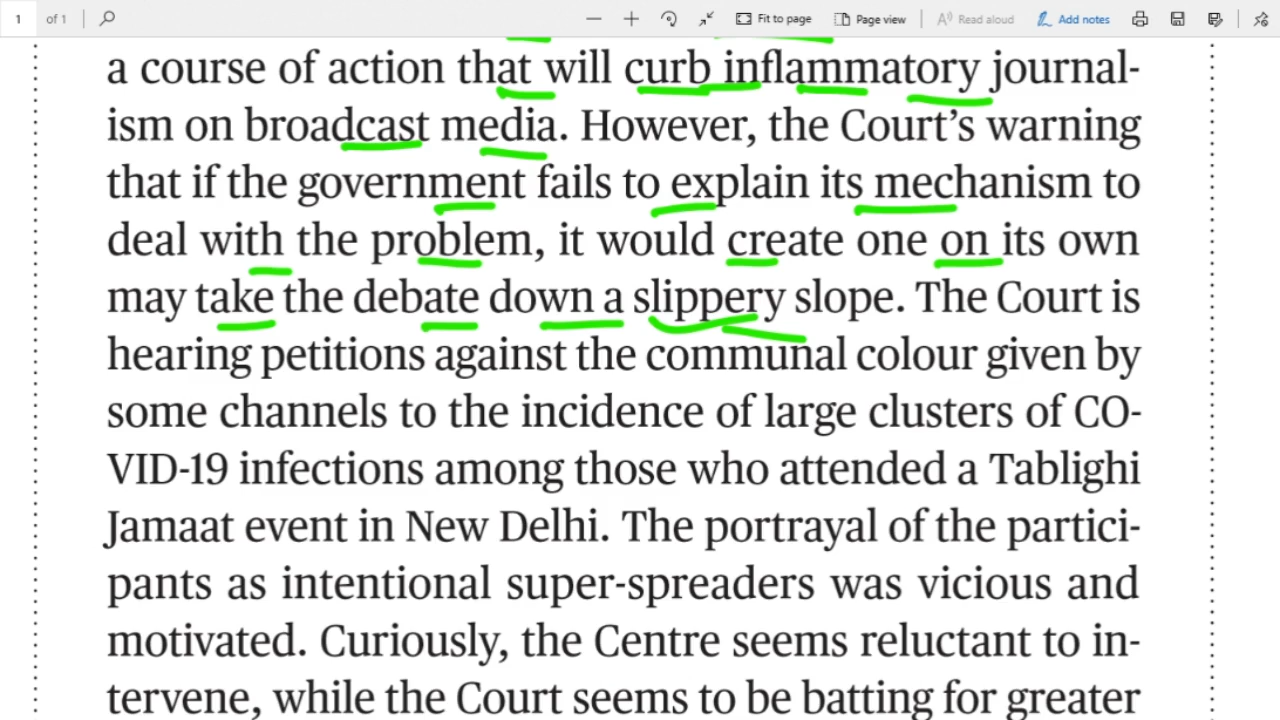 1 of 1 Fit to page Page view Read aloud Add notes
a course of action that will curb inflammatory journal-
ism on broadcast media. However, the Court’s warning
that if the government fails to explain its mechanism to
deal with the problem, it would create one on its own
may take the debate down a slippery slope. The Court is
hearing petitions against the communal colour given by
some channels to the incidence of large clusters of CO-
VID-19 infections among those who attended a Tablighi
Jamaat event in New Delhi. The portrayal of the partici-
pants as intentional super-spreaders was vicious and
motivated. Curiously, the Centre seems reluctant to in-
tervene, while the Court seems to be batting for greater